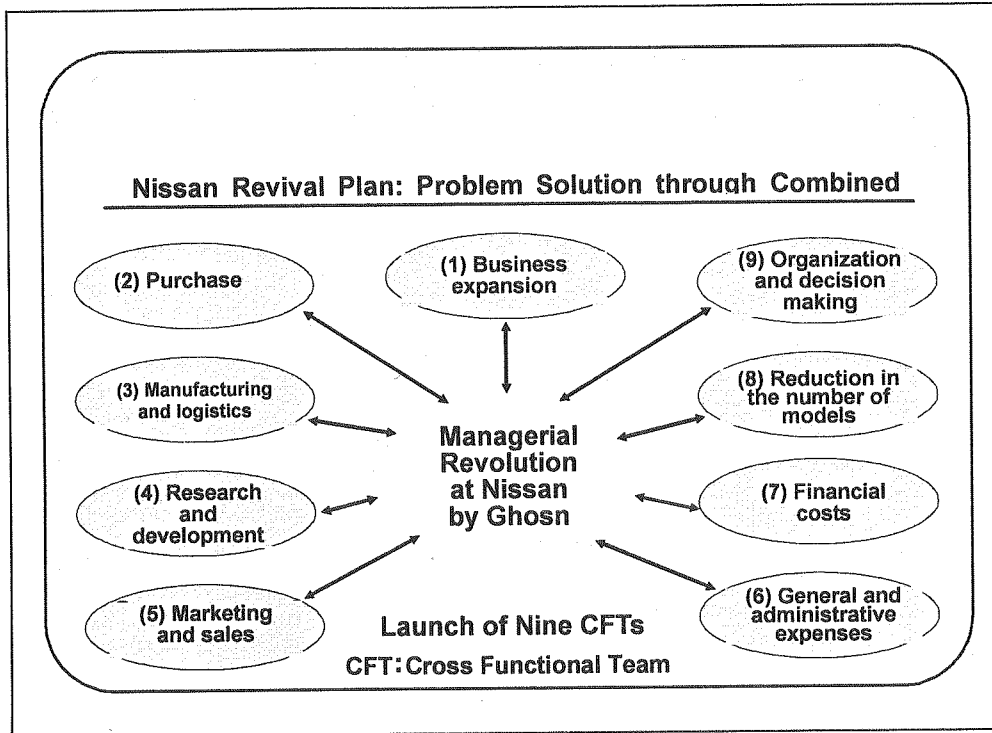 Nissan Revival Plan: Problem Solution through Combined
(1) Business
expansion
(2) Purchase
(3) Manufacturing
and logistics
(4) Research
and
development
(5) Marketing
and sales
(6) General and
administrative
expenses
(7) Financial
costs
(8) Reduction in
the number of
models
(9) Organization
and decision
making
Managerial
Revolution
at Nissan
by Ghosn
Launch of Nine CFTs
CFT:Cross Functional Team